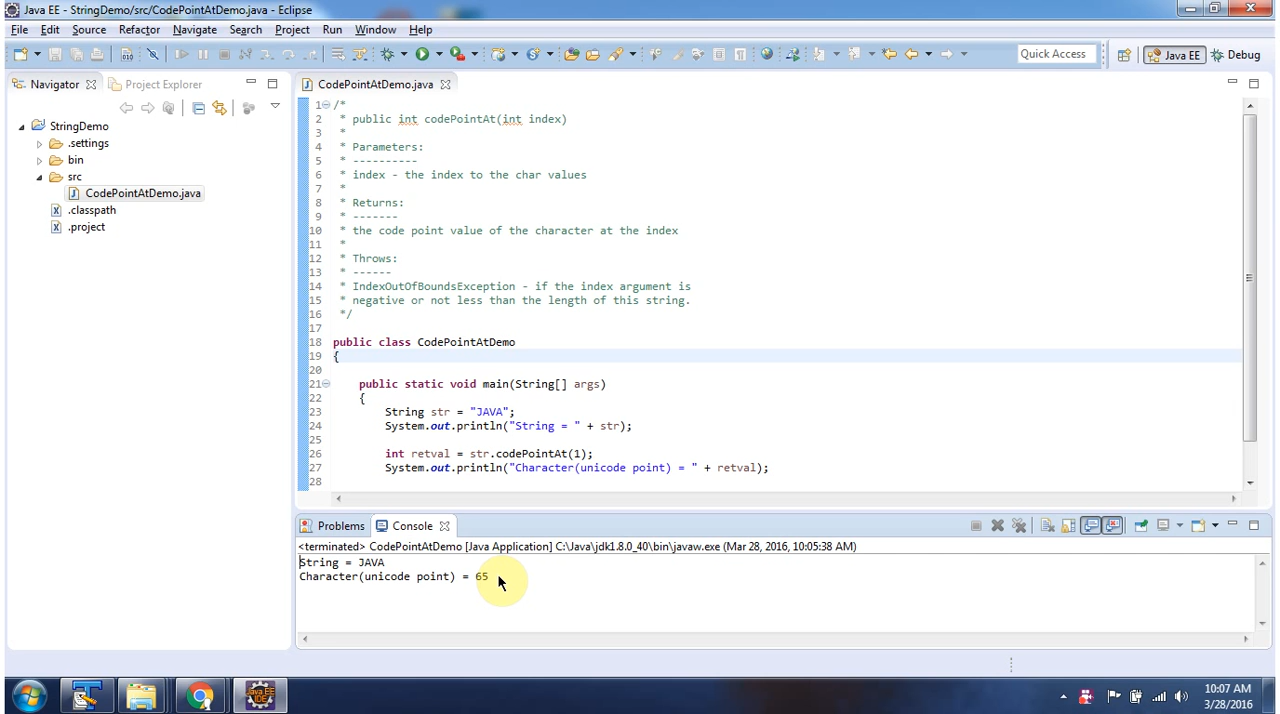 Java EE - StringDemo/src/CodePointAtDemo.java - Eclipse
File Edit Source Refactor Navigate Search Project Run Window Help
Quick Access Java EE Debug
Navigator Project Explorer
StringDemo
.settings
bin
src
CodePointAtDemo.java
.classpath
.project
CodePointAtDemo.java
1 /*
2 * public int codePointAt(int index)
3 *
4 * Parameters:
5 * ----------
6 * index - the index to the char values
7 *
8 * Returns:
9 * -------
10 * the code point value of the character at the index
11 *
12 * Throws:
13 * ------
14 * IndexOutOfBoundsException - if the index argument is
15 * negative or not less than the length of this string.
16 */
17
18 public class CodePointAtDemo
19 {
20
21 public static void main(String[] args)
22 {
23 String str = "JAVA";
24 System.out.println("String = " + str);
25
26 int retval = str.codePointAt(1);
27 System.out.println("Character(unicode point) = " + retval);
28
Problems Console
<terminated> CodePointAtDemo [Java Application] C:\Java\jdk1.8.0_40\bin\javaw.exe (Mar 28, 2016, 10:05:38 AM)
String = JAVA
Character(unicode point) = 65
Java EE
IDE
10:07 AM
3/28/2016